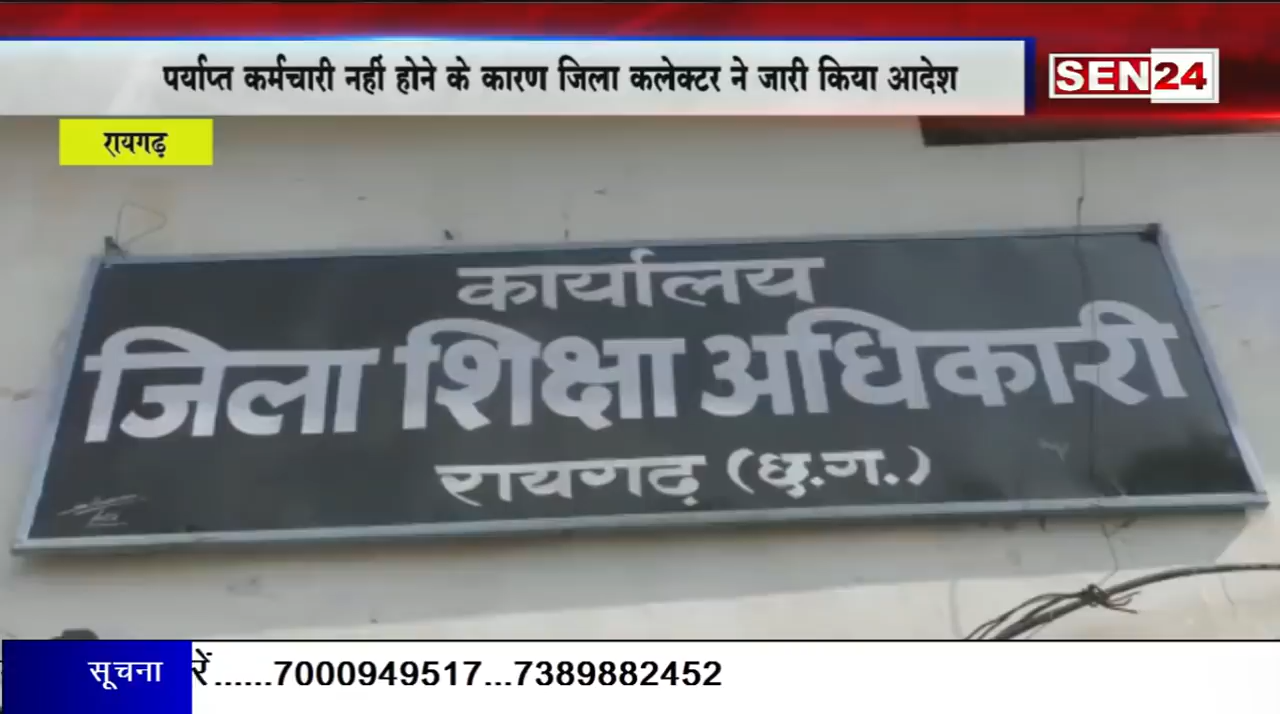 पर्याप्त कर्मचारी नहीं होने के कारण जिला कलेक्टर ने जारी किया आदेश
SEN24
रायगढ़
कार्यालय
जिला शिक्षा अधिकारी
रायगढ़ (छ.ग.)
सूचना रें......7000949517...7389882452